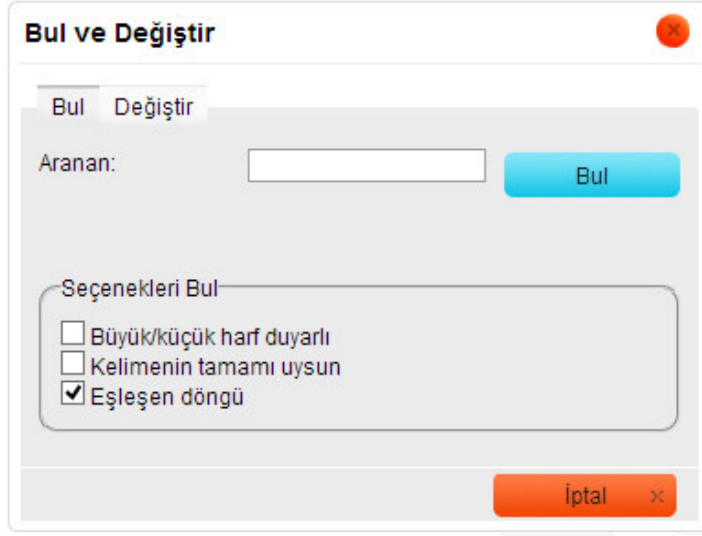 Bul ve Değiştir
Bul Değiştir
Aranan: Bul
Seçenekleri Bul
Büyük/küçük harf duyarlı
Kelimenin tamamı uysun
Eşleşen döngü
İptal